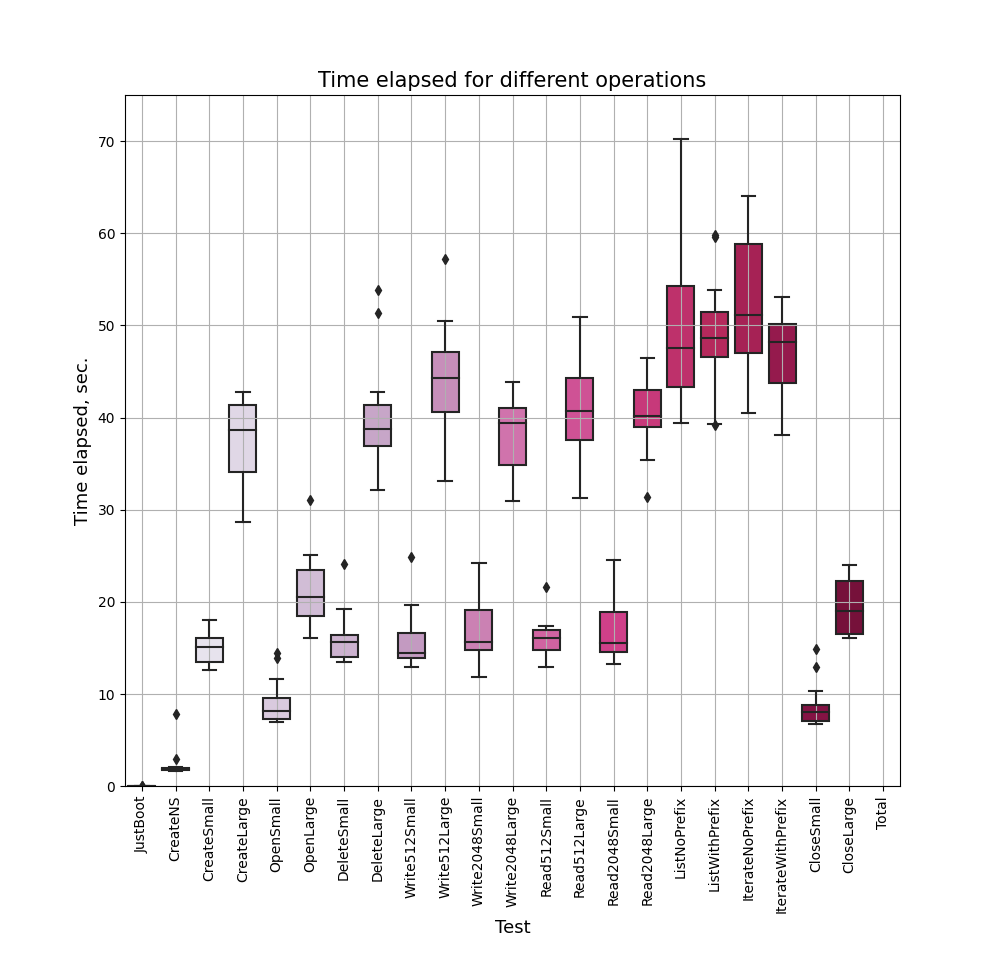 Time elapsed for different operations
Time elapsed, sec.
70
60
50
40
30
20
10
0
JustBoot
CreateNS
CreateSmall
CreateLarge
OpenSmall
OpenLarge
DeleteSmall
DeleteLarge
Write512Small
Write512Large
Write2048Small
Write2048Large
Read512Small
Read512Large
Read2048Small
Read2048Large
ListNoPrefix
ListWithPrefix
IterateNoPrefix
IterateWithPrefix
CloseSmall
CloseLarge
Total
Test